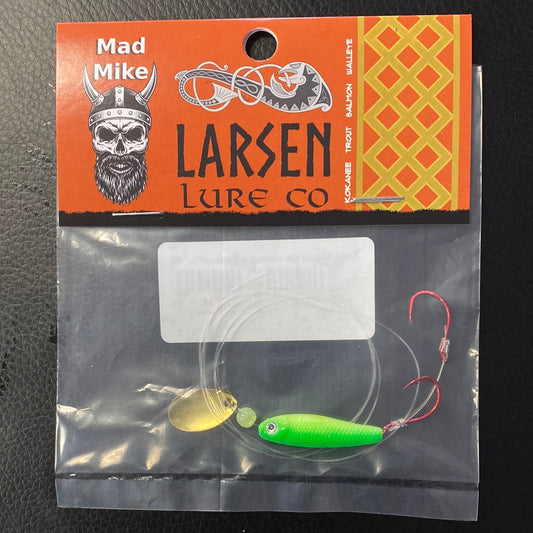 Mad
Mike
LARSEN
LURE CO
KOKANEE TROUT SALMON WALLEYE